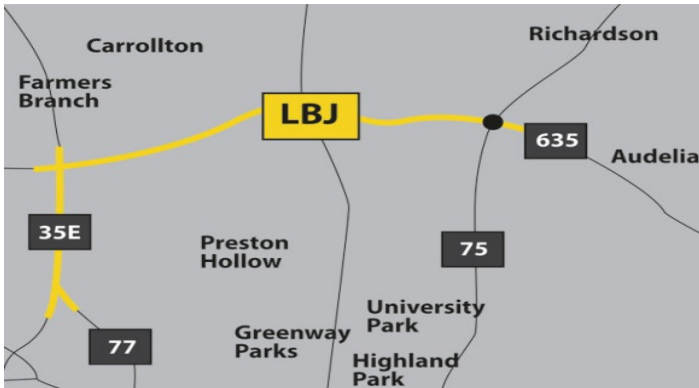 Richardson
Carrollton
Farmers
Branch
LBJ
635
Audelia
35E
Preston
Hollow
75
University
Park
Greenway
Parks
77
Highland
Park